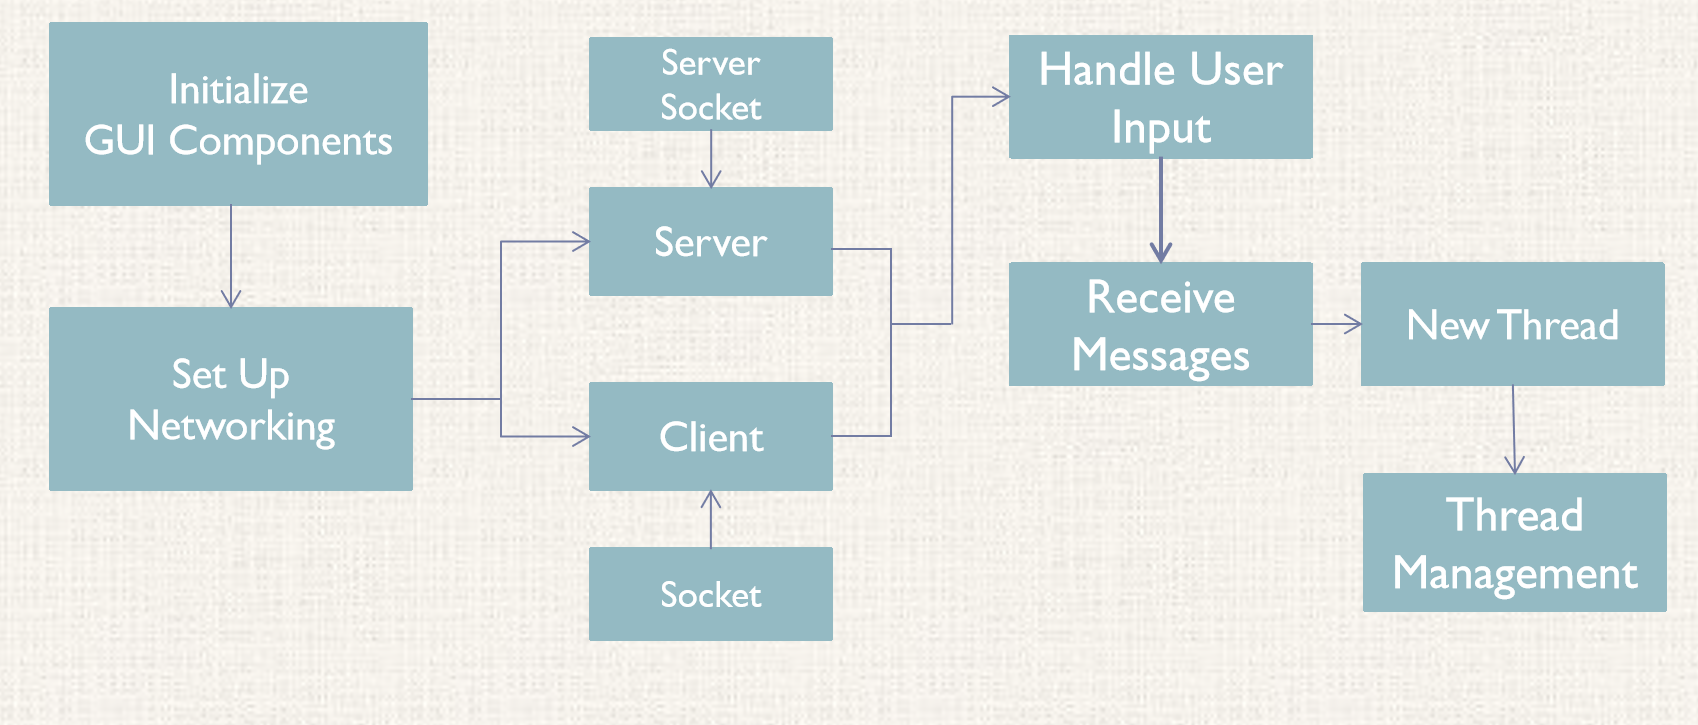 Initialize
GUI Components
Set Up
Networking
Server
Socket
Server
Client
Socket
Handle User
Input
Receive
Messages
New Thread
Thread
Management